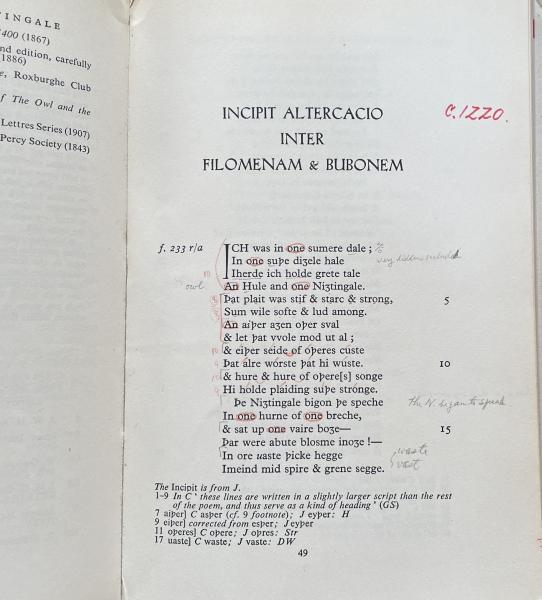 TINGALE
400 (1867)
nd edition, carefully
1886)
e, Roxburghe Club
f The Owl and the
Lettres Series (1907)
Percy Society (1843)
INCIPIT ALTERCACIO
INTER
FILOMENAM & BUBONEM
C.1220.
f. 233 r/a
ICH was in one sumere dale;
In one suþe diȝele hale
Iherde ich holde grete tale
owl
An Hule and one Niȝtingale.
Þat plait was stif & starc & strong, 5
Sum wile softe & lud among.
An aiþer aȝen oþer sval
& let þat vvole mod ut al;
& eiþer seide of oþeres custe
Þat alre worste þat hi wuste. 10
& hure & hure of oþere[s] songe
Hi holde plaiding suþe stronge.
Þe Niȝtingale bigon þe speche the N. began to speak
In one hurne of one breche,
& sat up one vaire boȝe— 15
Þar were abute blosme inoȝe!—
In ore uaste þicke hegge waste
Imeind mid spire & grene segge. vast
The Incipit is from J.
1–9 In C ‘these lines are written in a slightly larger script than the rest
of the poem, and thus serve as a kind of heading’ (GS)
7 aiþer] C asþer (cf. 9 footnote); J eyþer: H
9 eiþer] corrected from esþer; J eyþer
11 oþeres] C oþere; J oþres: Str
17 uaste] C waste; J vaste: DW
49